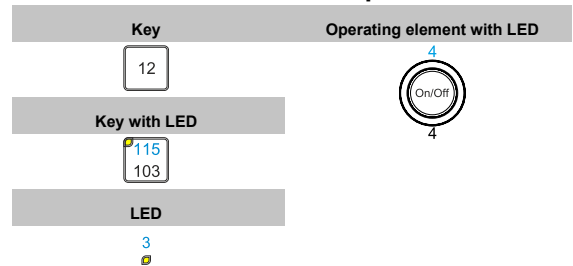 Key
12
Key with LED
115
103
LED
3
Operating element with LED
4
On/Off
4